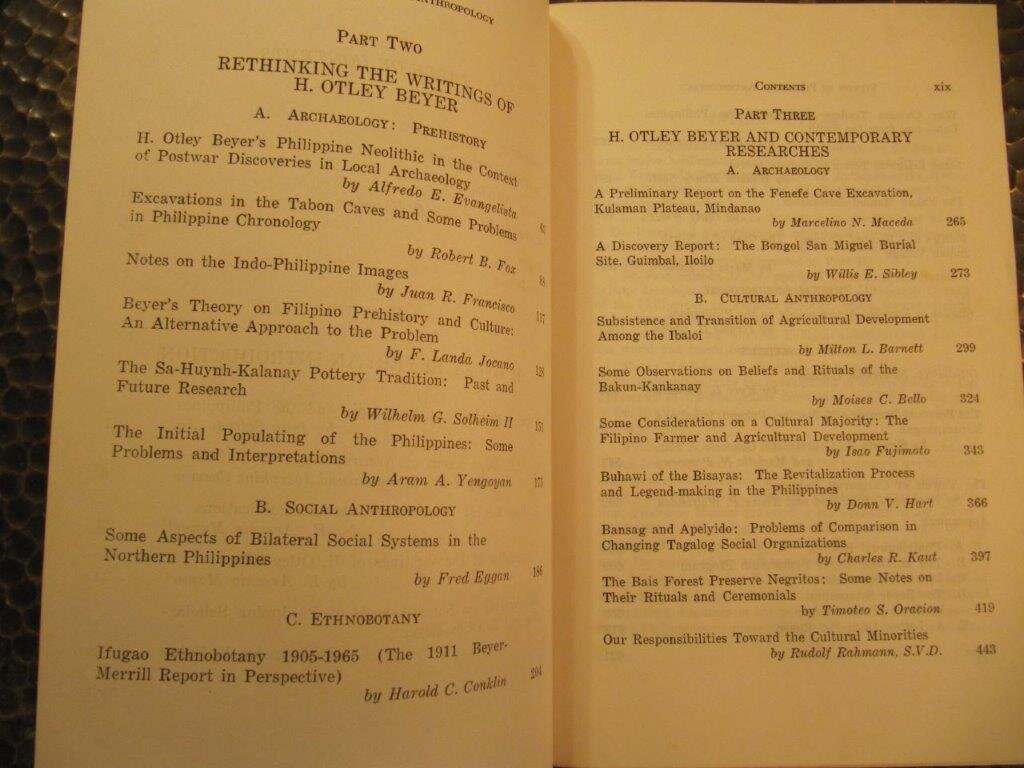 ANTHROPOLOGY
PART TWO
RETHINKING THE WRITINGS OF
H. OTLEY BEYER
A. ARCHAEOLOGY: PREHISTORY
H. Otley Beyer's Philippine Neolithic in the Context
of Postwar Discoveries in Local Archaeology
by Alfredo E. Evangelista
Excavations in the Tabon Caves and Some Problems
in Philippine Chronology
by Robert B. Fox 88
Notes on the Indo-Philippine Images
by Juan R. Francisco 117
Beyer's Theory on Filipino Prehistory and Culture:
An Alternative Approach to the Problem
by F. Landa Jocano 128
The Sa-Huynh-Kalanay Pottery Tradition: Past and
Future Research
by Wilhelm G. Solheim II 151
The Initial Populating of the Philippines: Some
Problems and Interpretations
by Aram A. Yengoyan 175
B. SOCIAL ANTHROPOLOGY
Some Aspects of Bilateral Social Systems in the
Northern Philippines
by Fred Eggan 186
C. ETHNOBOTANY
Ifugao Ethnobotany 1905-1965 (The 1911 Beyer-
Merrill Report in Perspective)
by Harold C. Conklin 204
CONTENTS xix
PART THREE
H. OTLEY BEYER AND CONTEMPORARY
RESEARCHES
A. ARCHAEOLOGY
A Preliminary Report on the Fenefe Cave Excavation,
Kulaman Plateau, Mindanao
by Marcelino N. Maceda 265
A Discovery Report: The Bongol San Miguel Burial
Site, Guimbal, Iloilo
by Willis E. Sibley 273
B. CULTURAL ANTHROPOLOGY
Subsistence and Transition of Agricultural Development
Among the Ibaloi
by Milton L. Barnett 299
Some Observations on Beliefs and Rituals of the
Bakun-Kankanay
by Moises C. Bello 324
Some Considerations on a Cultural Majority: The
Filipino Farmer and Agricultural Development
by Isao Fujimoto 343
Buhawi of the Bisayas: The Revitalization Process
and Legend-making in the Philippines
by Donn V. Hart 366
Bansag and Apelyido: Problems of Comparison in
Changing Tagalog Social Organizations
by Charles R. Kaut 397
The Bais Forest Preserve Negritos: Some Notes on
Their Rituals and Ceremonials
by Timoteo S. Oracion 419
Our Responsibilities Toward the Cultural Minorities
by Rudolf Rahmann, S.V.D. 443